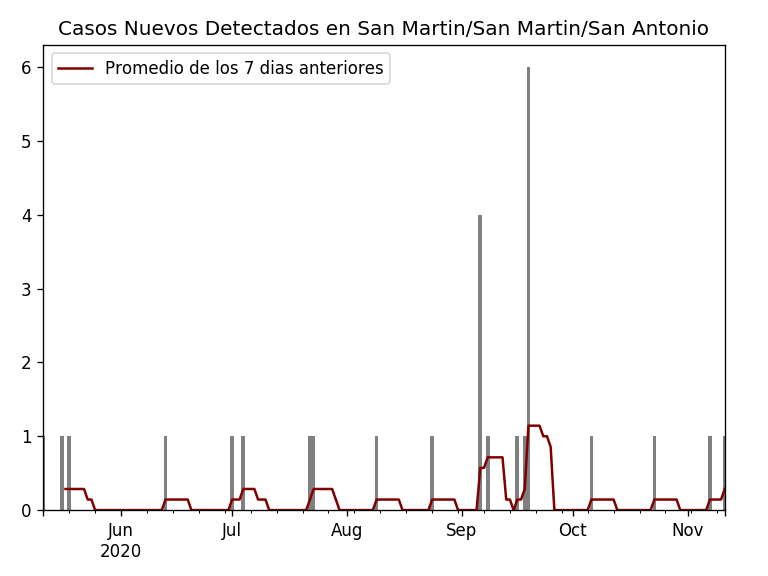 Casos Nuevos Detectados en San Martin/San Martin/San Antonio
Promedio de los 7 dias anteriores
6
5
4
3
2
1
0
Jun Jul Aug Sep Oct Nov
2020